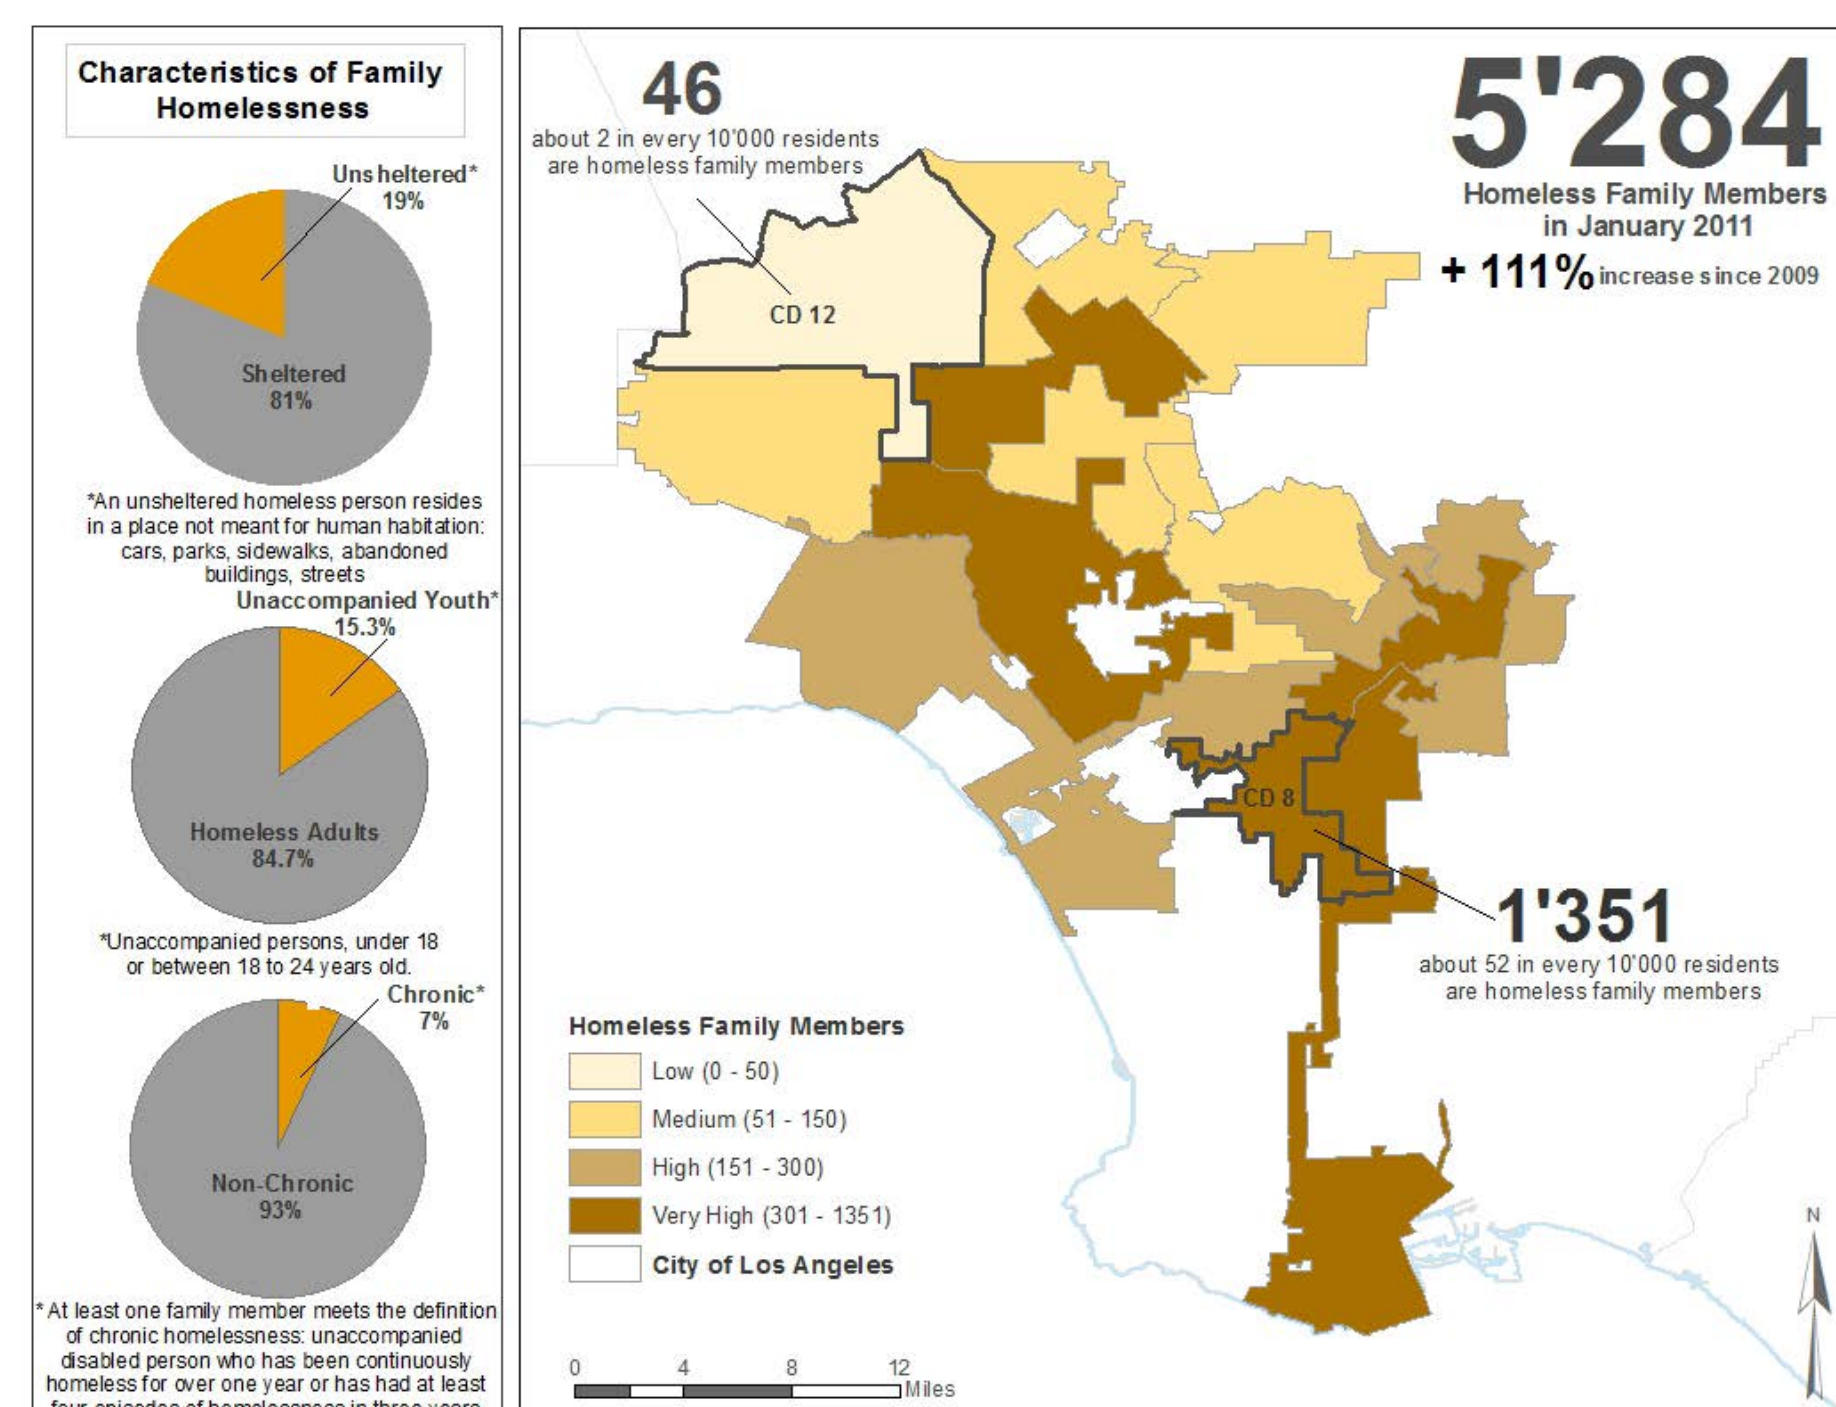 Characteristics of Family
Homelessness
Unsheltered*
19%
Sheltered
81%
*An unsheltered homeless person resides
in a place not meant for human habitation:
cars, parks, sidewalks, abandoned
buildings, streets
Unaccompanied Youth*
15.3%
Homeless Adults
84.7%
*Unaccompanied persons, under 18
or between 18 to 24 years old.
Chronic*
7%
Non-Chronic
93%
* At least one family member meets the definition
of chronic homelessness: unaccompanied
disabled person who has been continuously
homeless for over one year or has had at least
four episodes of homelessness in three years
46
about 2 in every 10'000 residents
are homeless family members
CD 12
5'284
Homeless Family Members
in January 2011
+ 111% increase since 2009
CD 8
1'351
about 52 in every 10'000 residents
are homeless family members
Homeless Family Members
Low (0 - 50)
Medium (51 - 150)
High (151 - 300)
Very High (301 - 1351)
City of Los Angeles
0 4 8 12
Miles
N